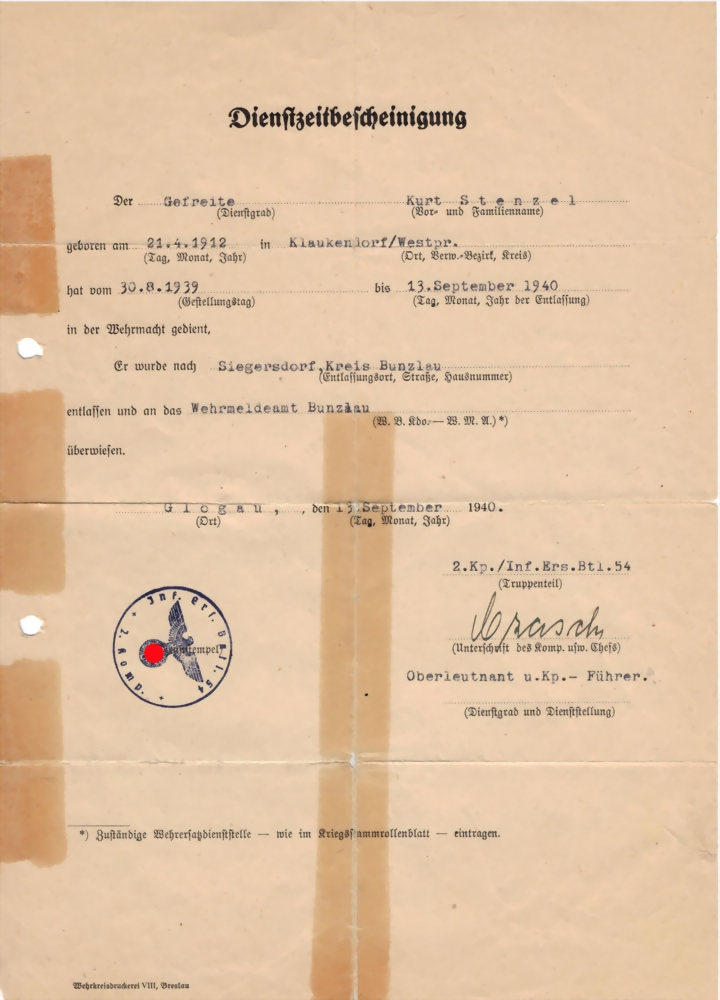 Dienstzeitbescheinigung
Der Gefreite Kurt S t e n z e l
(Dienstgrad) (Vor- und Familienname)
geboren am 21.4.1912 in Klaukendorf/Westpr.
(Tag, Monat, Jahr) (Ort, Verw.-Bezirk, Kreis)
hat vom 30.8.1939 bis 13.September 1940
(Gestellungstag) (Tag, Monat, Jahr der Entlassung)
in der Wehrmacht gedient,
Er wurde nach Siegersdorf,Kreis Bunzlau
(Entlassungsort, Straße, Hausnummer)
entlassen und an das Wehrmeldeamt Bunzlau
(W. B. Kdo.— W. M. A.) *)
überwiesen.
G l o g a u , , den 13.September 1940.
(Ort) (Tag, Monat, Jahr)
2.Kp./Inf.Ers.Btl.54
(Truppenteil)
(Unterschrift des Komp. usw. Chefs)
Oberleutnant u.Kp.- Führer.
(Dienstgrad und Dienststellung)
Inf. Ers. Batl. 54
*) Zuständige Wehrersatzdienststelle — wie im Kriegsstammrollenblatt — eintragen.
Wehrkreisdruckerei VIII, Breslau